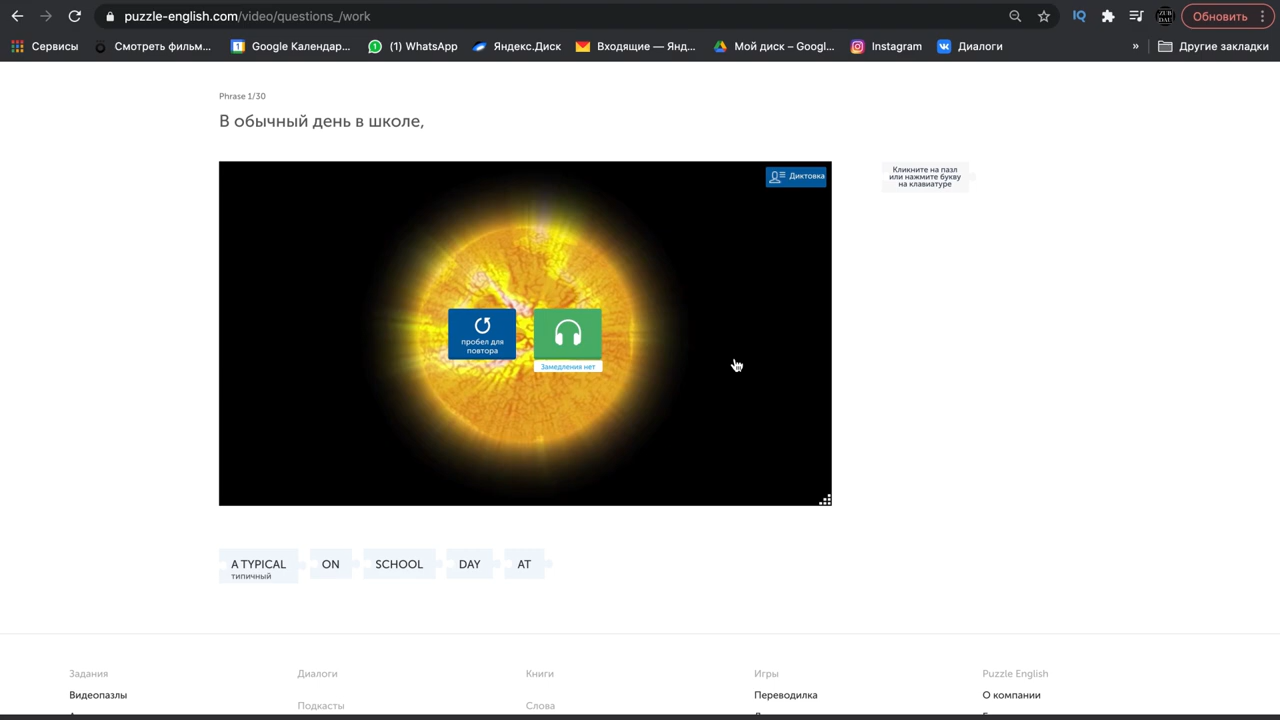 puzzle-english.com/video/questions_/work
Обновить
Сервисы
Смотреть фильм...
Google Календар...
(1) WhatsApp
Яндекс.Диск
Входящие — Янд...
Мой диск – Googl...
Instagram
Диалоги
»
Другие закладки
Phrase 1/30
В обычный день в школе,
Диктовка
Кликните на пазл
или нажмите букву
на клавиатуре
пробел для
повтора
Замедления нет
A TYPICAL
типичный
ON
SCHOOL
DAY
AT
Задания
Диалоги
Книги
Игры
Puzzle English
Видеопазлы
Подкасты
Слова
Переводилка
О компании